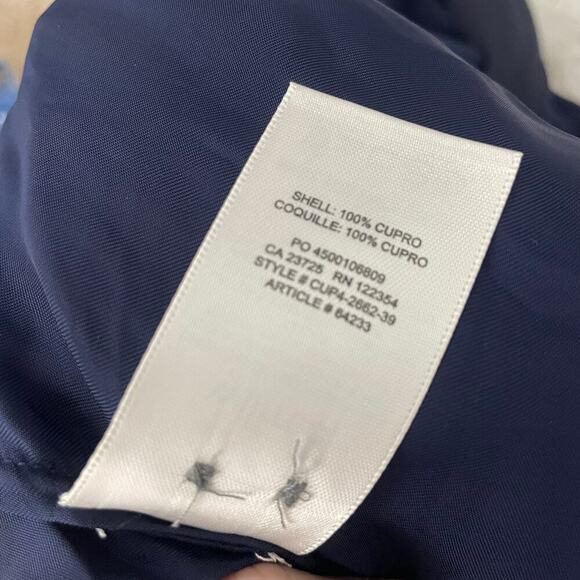 SHELL: 100% CUPRO
COQUILLE: 100% CUPRO
PO 4500106809
CA 23725 RN 122354
STYLE # CUP4-2662-39
ARTICLE # 64233